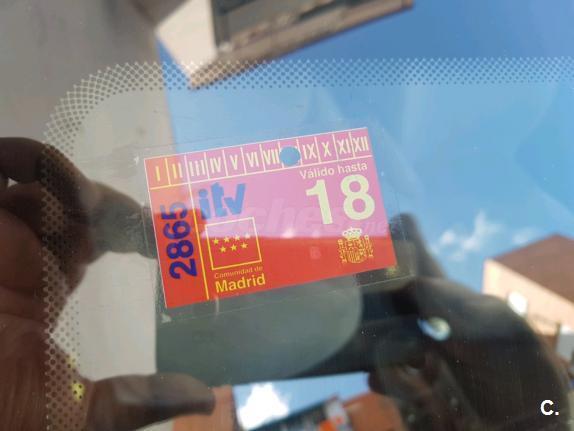 I II III IV V VI VII IX X XI XII
Válido hasta
18
itv
2865
Comunidad de
Madrid
C.